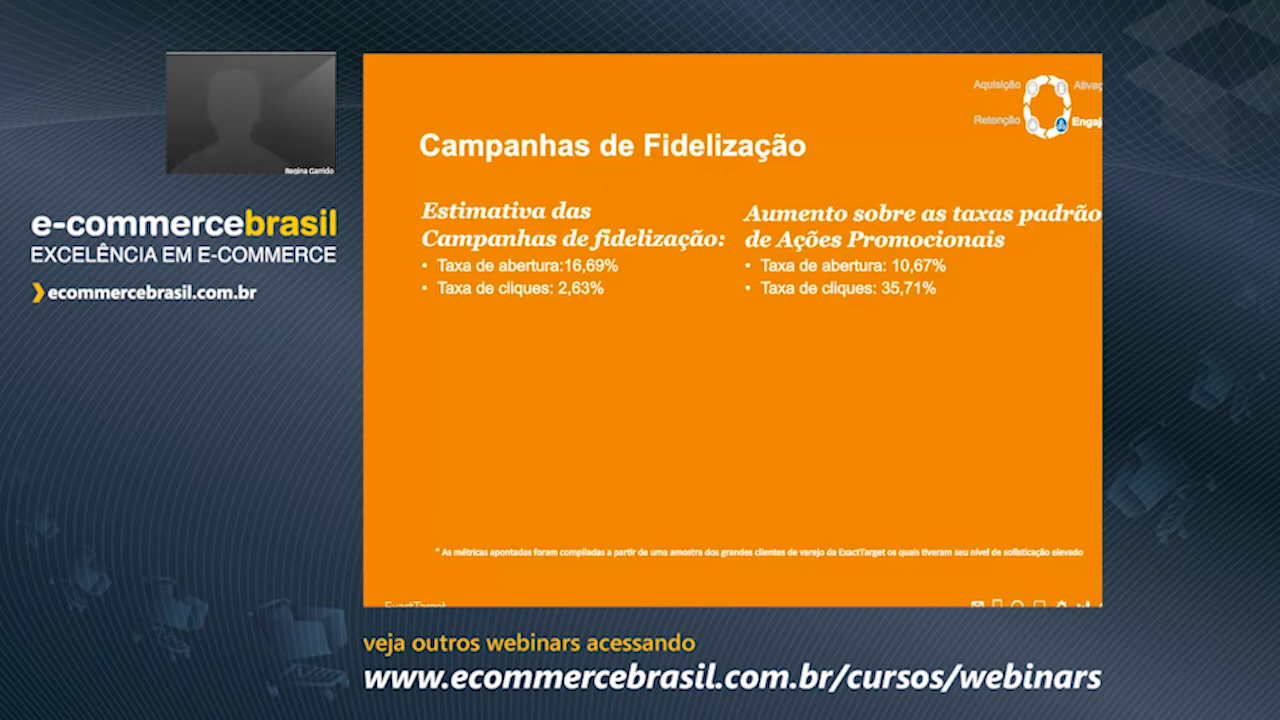 Regina Garrido
e-commercebrasil
EXCELÊNCIA EM E-COMMERCE
ecommercebrasil.com.br
Aquisição
Retenção
Campanhas de Fidelização
Estimativa das
Campanhas de fidelização:
• Taxa de abertura:16,69%
• Taxa de cliques: 2,63%
Aumento sobre as taxas padrão
de Ações Promocionais
• Taxa de abertura: 10,67%
• Taxa de cliques: 35,71%
* As métricas apontadas foram compiladas a partir de uma amostra dos grandes clientes de varejo da ExactTarget os quais tiveram seu nível de sofisticação elevado
veja outros webinars acessando
www.ecommercebrasil.com.br/cursos/webinars